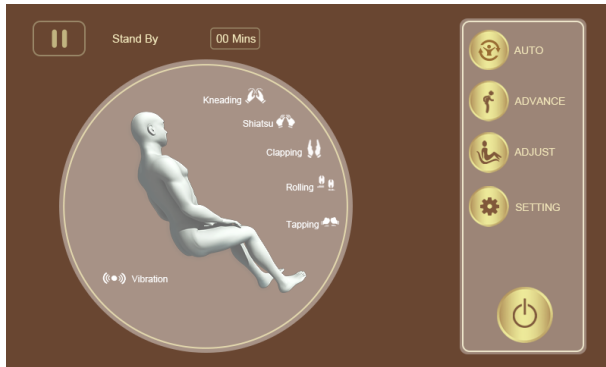 Stand By
00 Mins
Kneading
Shiatsu
Clapping
Rolling
Tapping
Vibration
AUTO
ADVANCE
ADJUST
SETTING